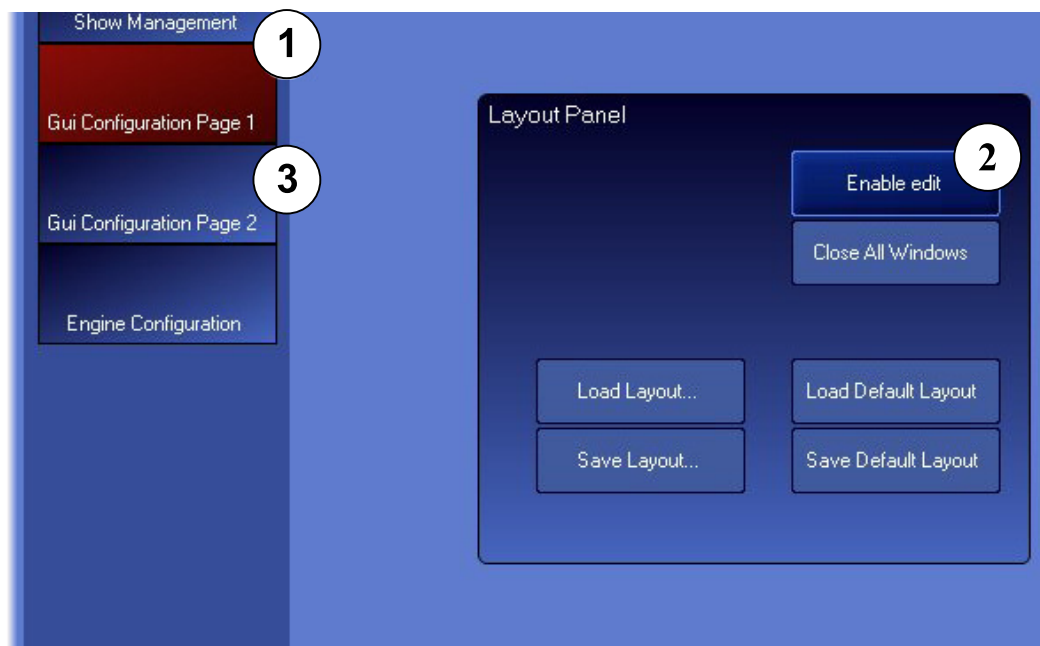 Show Management
1
Gui Configuration Page 1
3
Gui Configuration Page 2
Engine Configuration
Layout Panel
2
Enable edit
Close All Windows
Load Layout...
Load Default Layout
Save Layout...
Save Default Layout